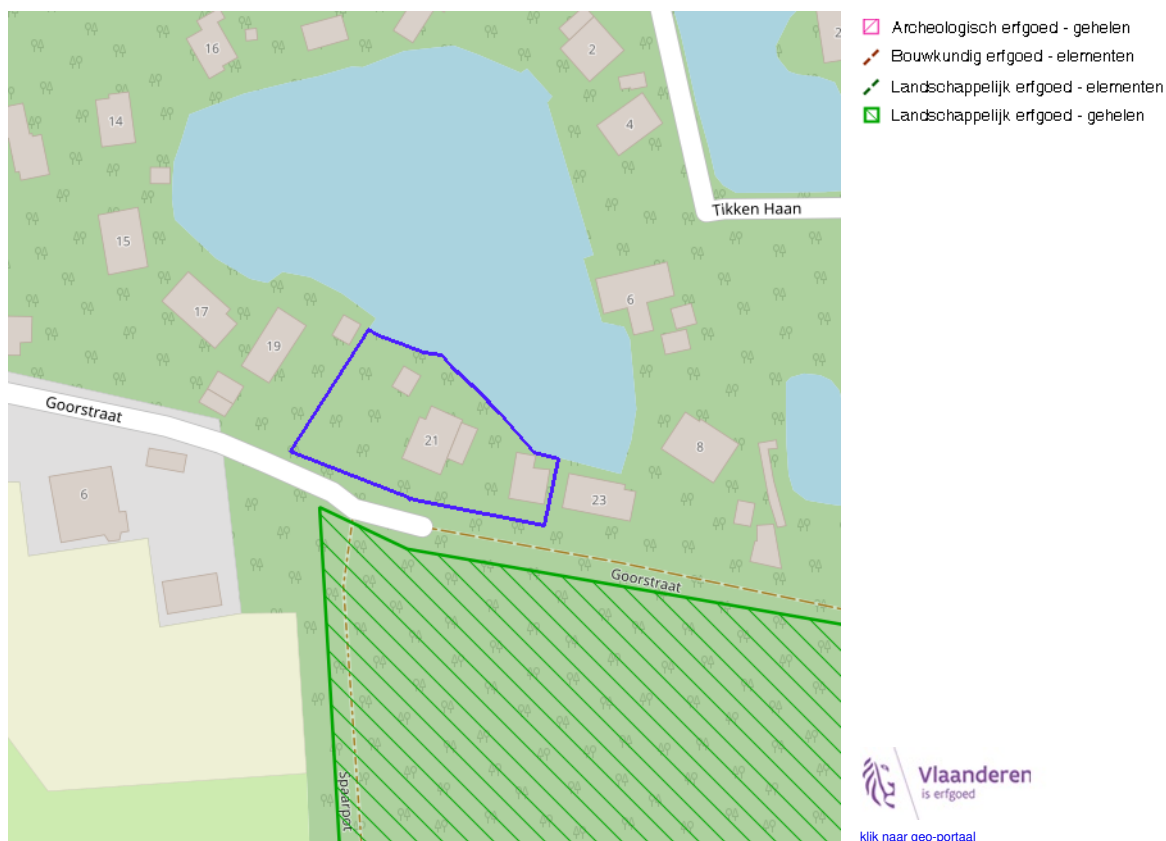 Archeologisch erfgoed - gehelen
Bouwkundig erfgoed - elementen
Landschappelijk erfgoed - elementen
Landschappelijk erfgoed - gehelen
16
2
2
14
4
Tikken Haan
15
6
17
19
Goorstraat
21
8
6
23
Goorstraat
Spaarpot
Vlaanderen
is erfgoed
klik naar geo-portaal